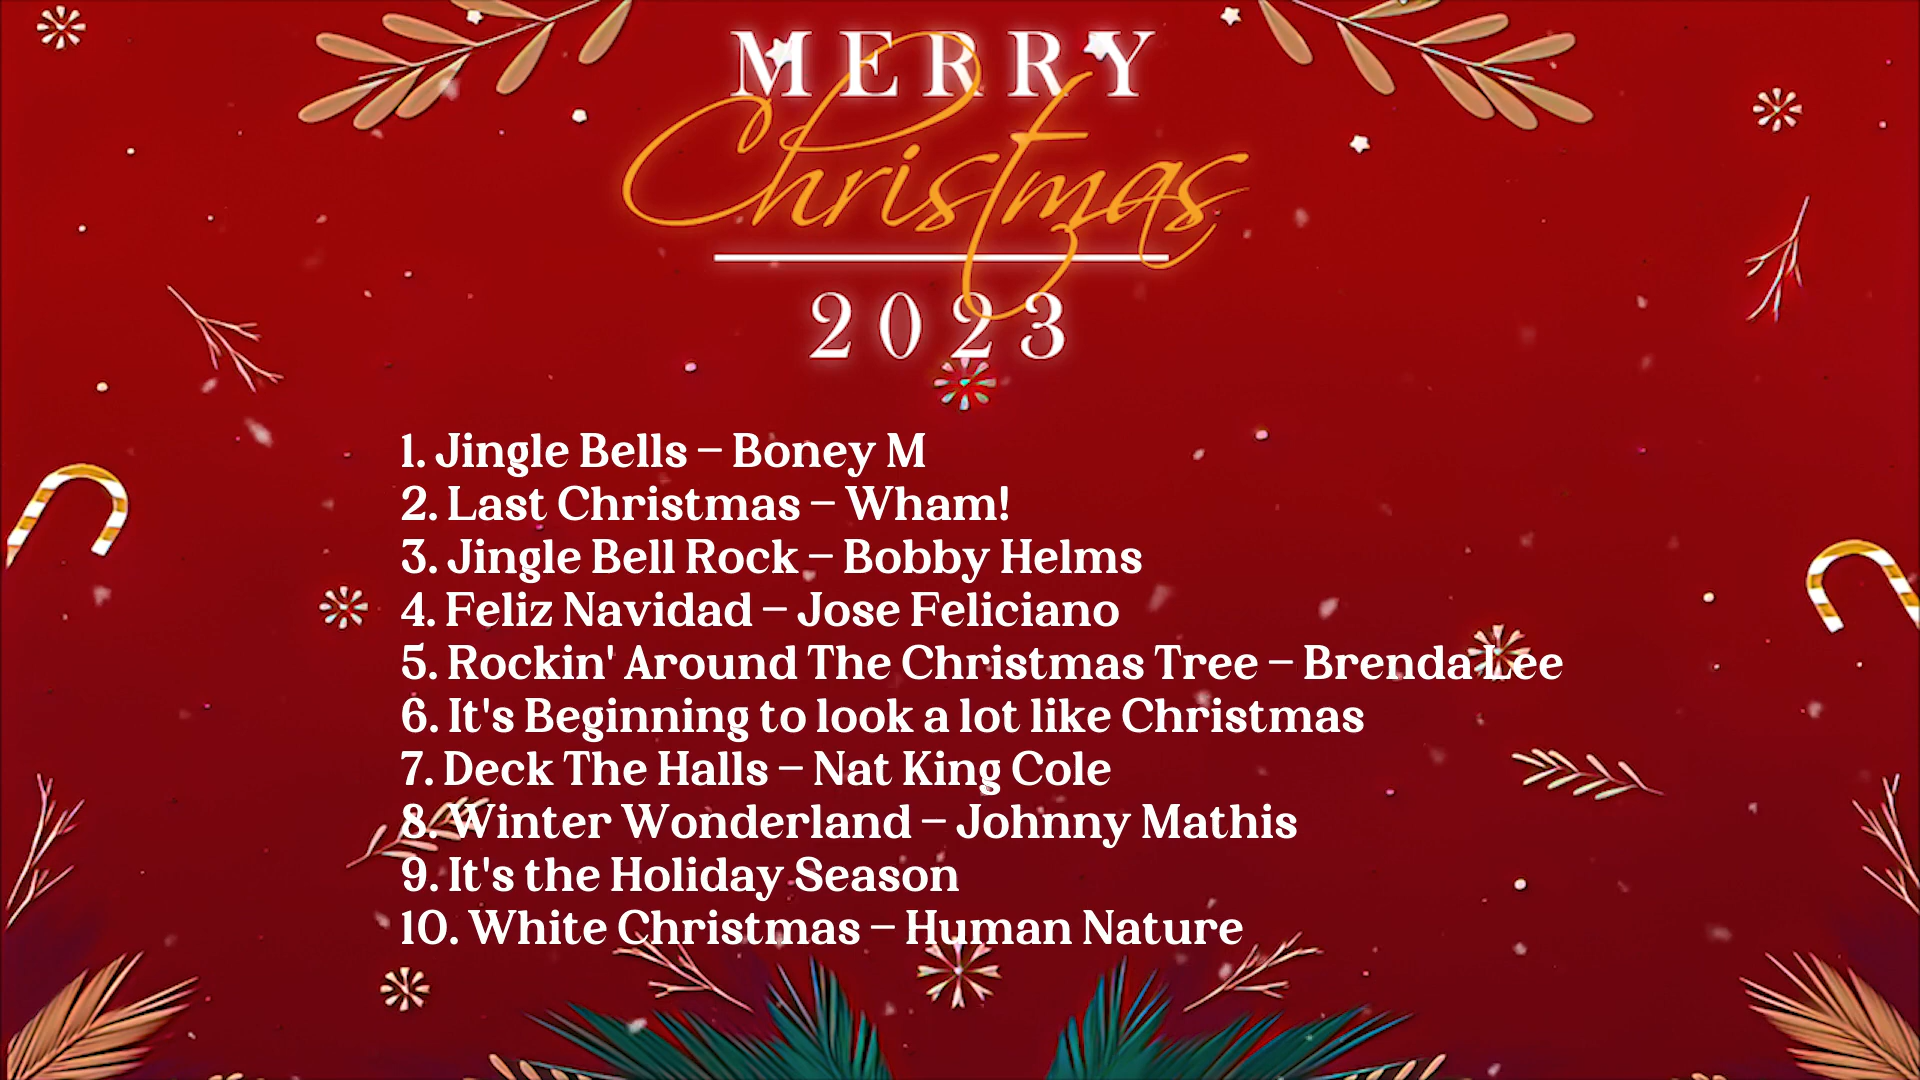 MERRY
Christmas
2023
1. Jingle Bells – Boney M
2. Last Christmas – Wham!
3. Jingle Bell Rock – Bobby Helms
4. Feliz Navidad – Jose Feliciano
5. Rockin' Around The Christmas Tree – Brenda Lee
6. It's Beginning to look a lot like Christmas
7. Deck The Halls – Nat King Cole
8. Winter Wonderland – Johnny Mathis
9. It's the Holiday Season
10. White Christmas – Human Nature